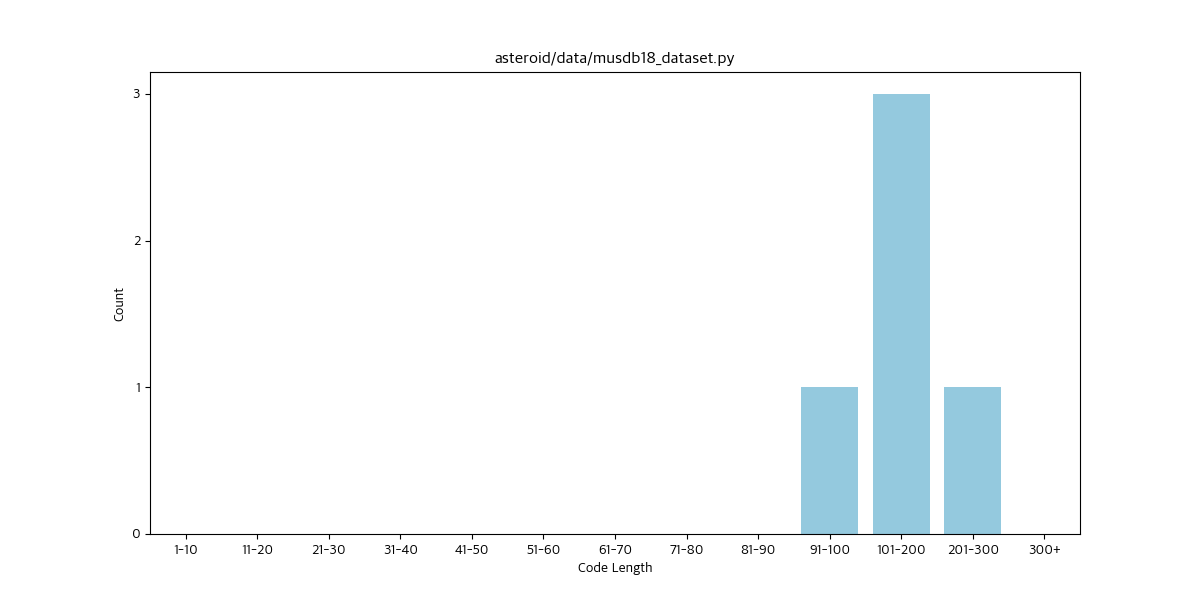 asteroid/data/musdb18_dataset.py
3
2
1
0
Count
1-10 11-20 21-30 31-40 41-50 51-60 61-70 71-80 81-90 91-100 101-200 201-300 300+
Code Length